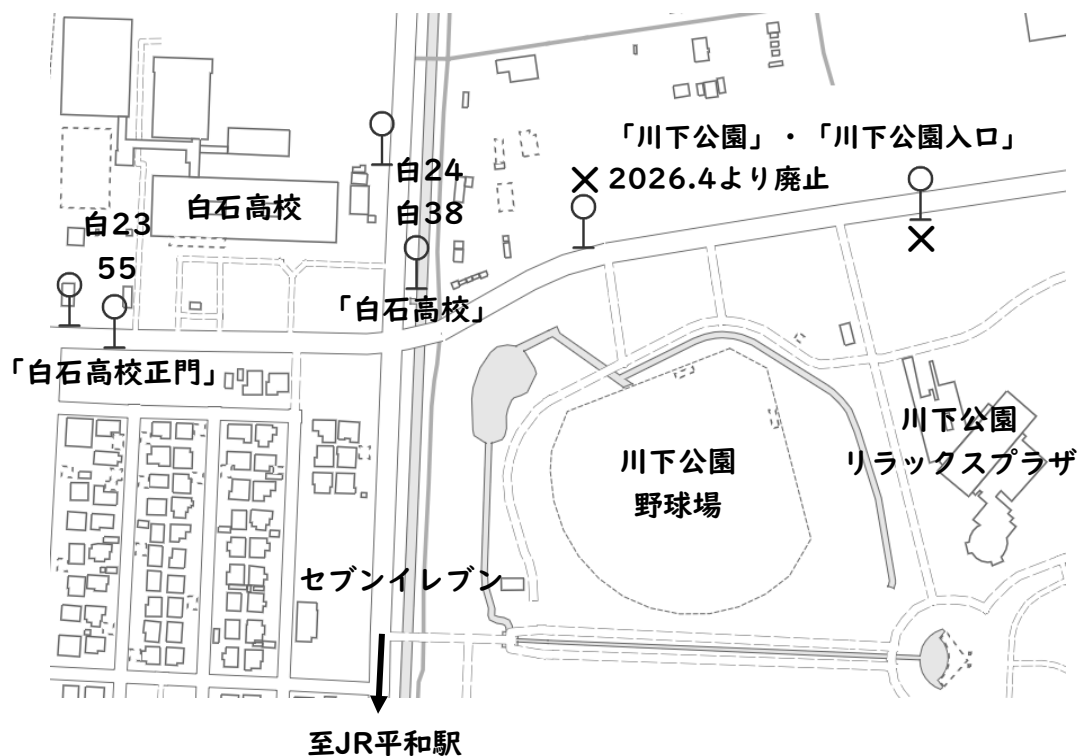 「川下公園」・「川下公園入口」
× 2026.4より廃止
×
白24
白38
白石高校
白23
55
「白石高校」
「白石高校正門」
川下公園
リラックスプラザ
川下公園
野球場
セブンイレブン
至JR平和駅